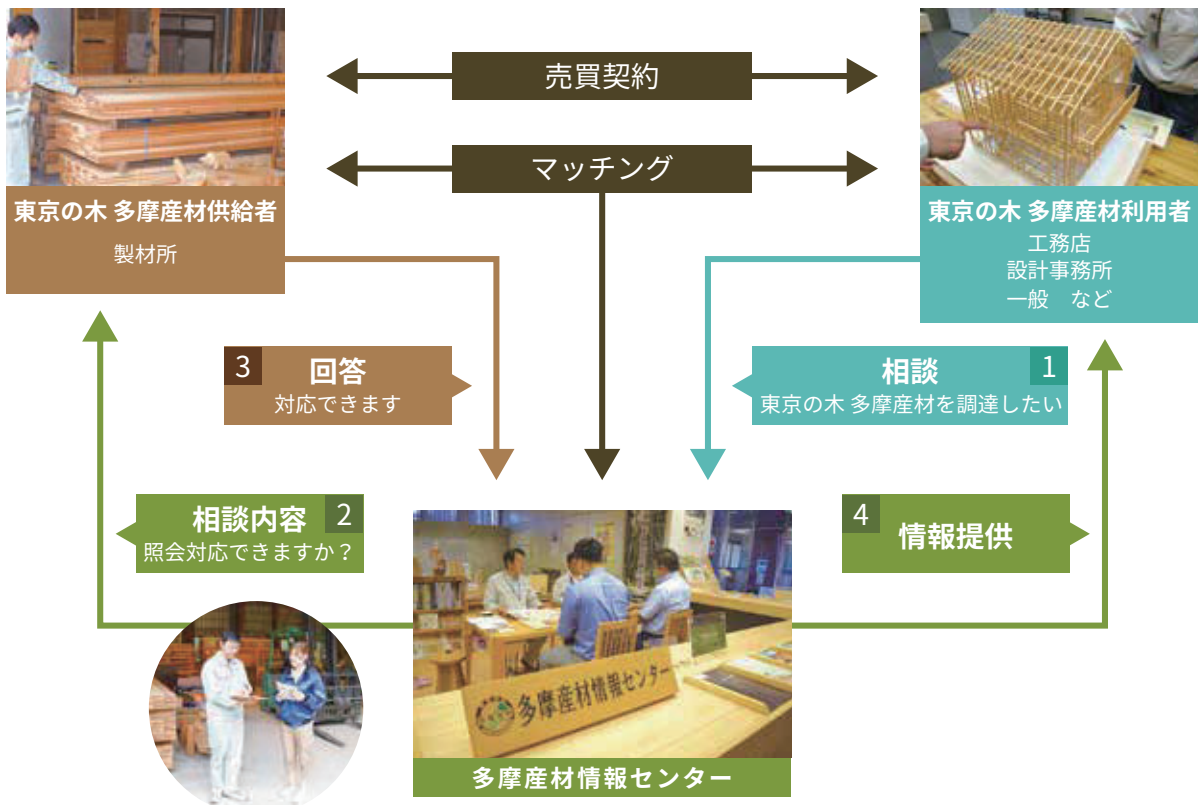 売買契約
マッチング
東京の木 多摩産材供給者
製材所
東京の木 多摩産材利用者
工務店
設計事務所
一般　など
1
相談
東京の木 多摩産材を調達したい
2
相談内容
照会対応できますか？
3
回答
対応できます
4
情報提供
多摩産材情報センター
多摩産材情報センター